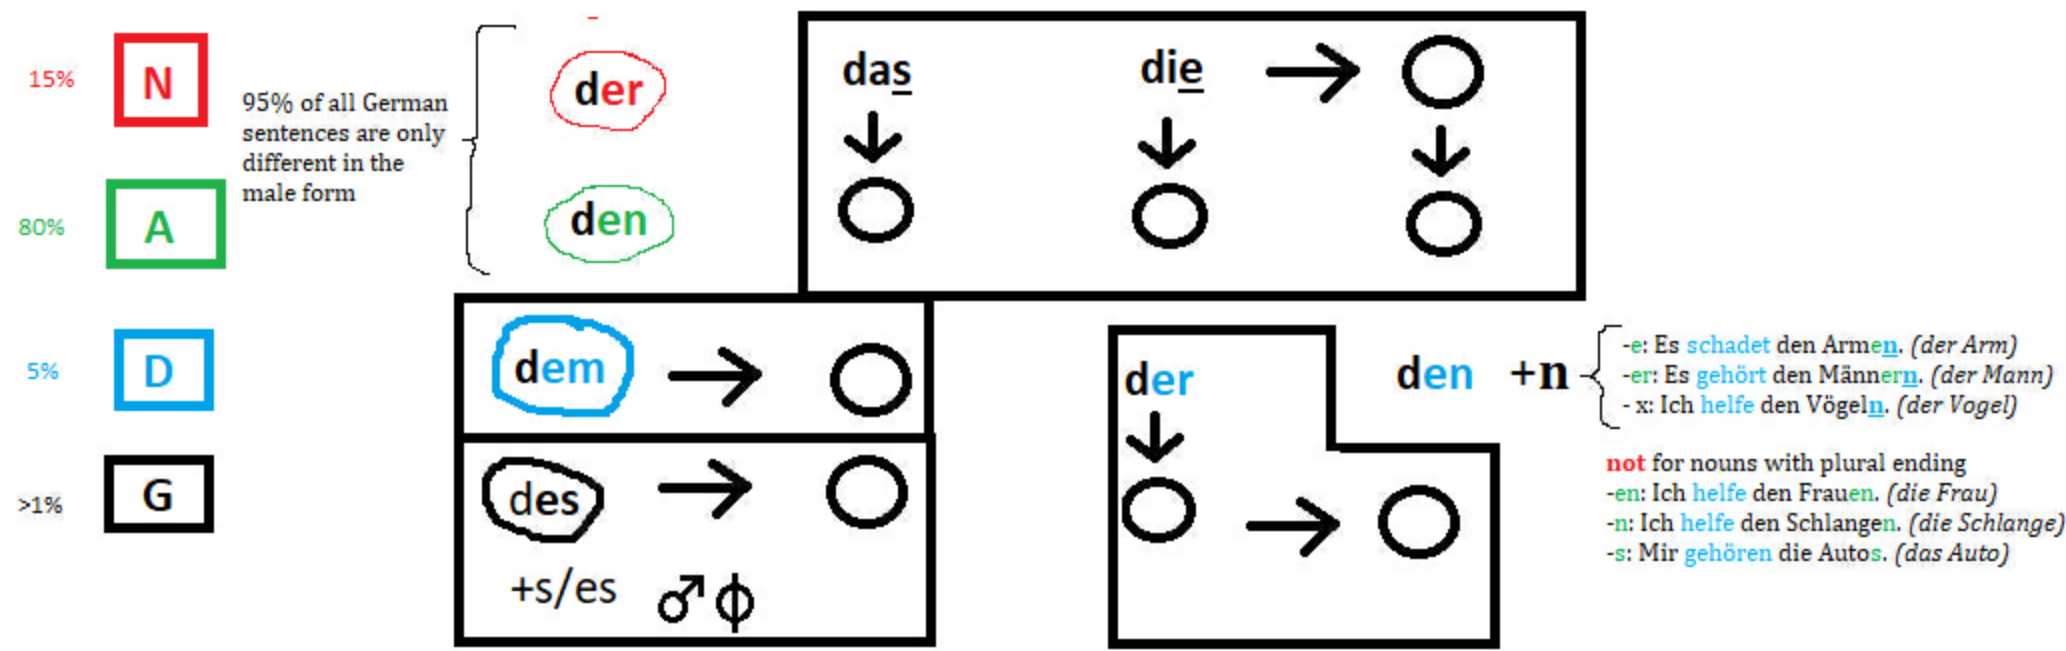 15%
N
95% of all German
sentences are only
different in the
male form
der
das
die
80%
A
den
5%
D
dem
der
den +n
-e: Es schadet den Armen. (der Arm)
-er: Es gehört den Männern. (der Mann)
- x: Ich helfe den Vögeln. (der Vogel)
>1%
G
des
+s/es ♂
not for nouns with plural ending
-en: Ich helfe den Frauen. (die Frau)
-n: Ich helfe den Schlangen. (die Schlange)
-s: Mir gehören die Autos. (das Auto)